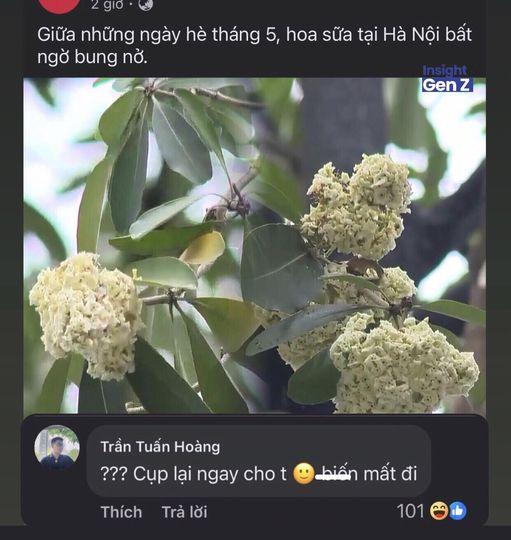 2 giờ
Giữa những ngày hè tháng 5, hoa sữa tại Hà Nội bất
ngờ bung nở.
Insight
Gen Z
Trần Tuấn Hoàng
??? Cụp lại ngay cho t 🙂 biến mất đi
Thích Trả lời 101